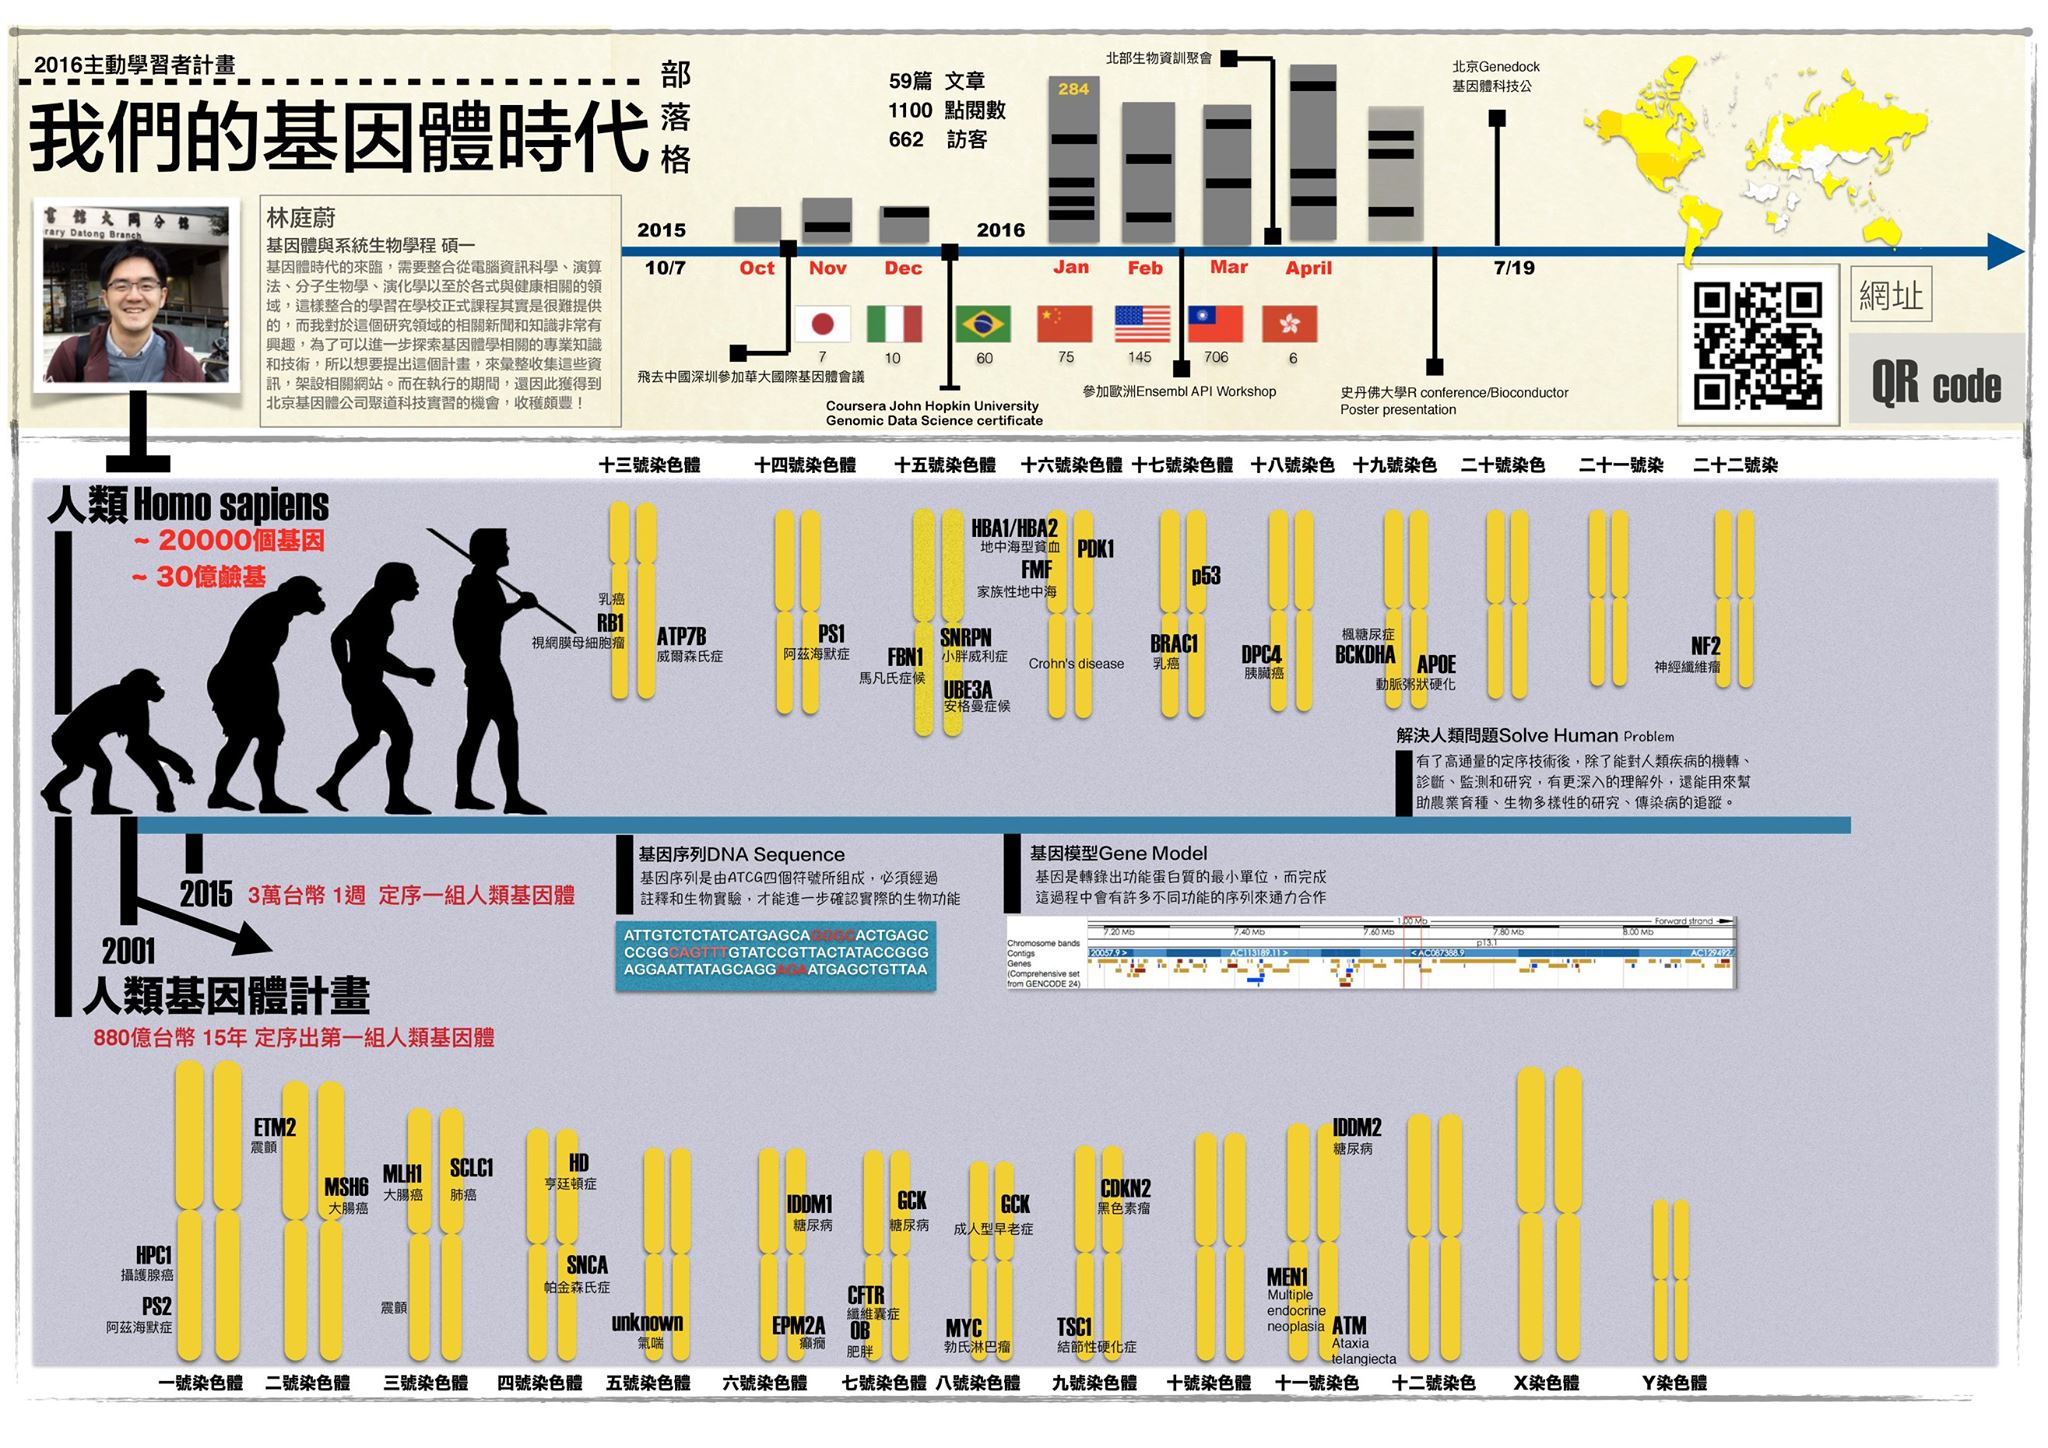 2016主動學習者計畫
我們的基因體時代
部落格
林庭蔚
基因體與系統生物學程 碩一
基因體時代的來臨，需要整合從電腦資訊科學、演算
法、分子生物學、演化學以至於各式與健康相關的領
域，這樣整合的學習在學校正式課程其實是很難提供
的，而我對於這個研究領域的相關新聞和知識非常有
興趣，為了可以進一步探索基因體學相關的專業知識
和技術，所以想要提出這個計畫，來彙整收集這些資
訊，架設相關網站。而在執行的期間，還因此獲得到
北京基因體公司聚道科技實習的機會，收穫頗豐！
rary Datong Branch
59篇 文章
1100 點閱數
662 訪客
284
北部生物資訓聚會
北京Genedock
基因體科技公
2015
2016
10/7
Oct
Nov
Dec
Jan
Feb
Mar
April
7/19
7
10
60
75
145
706
6
飛去中國深圳參加華大國際基因體會議
Coursera John Hopkin University
Genomic Data Science certificate
參加歐洲Ensembl API Workshop
史丹佛大學R conference/Bioconductor
Poster presentation
網址
QR code
十三號染色體
十四號染色體
十五號染色體
十六號染色體
十七號染色體
十八號染色
十九號染色
二十號染色
二十一號染
二十二號染
人類 Homo sapiens
~ 20000個基因
~ 30億鹼基
乳癌
RB1
視網膜母細胞瘤
ATP7B
威爾森氏症
PS1
阿茲海默症
FBN1
馬凡氏症候
SNRPN
小胖威利症
UBE3A
安格曼症候
HBA1/HBA2
地中海型貧血
FMF
家族性地中海
PDK1
Crohn's disease
p53
BRAC1
乳癌
DPC4
胰臟癌
楓糖尿症
BCKDHA
APOE
動脈粥狀硬化
NF2
神經纖維瘤
解決人類問題Solve Human Problem
有了高通量的定序技術後，除了能對人類疾病的機轉、
診斷、監測和研究，有更深入的理解外，還能用來幫
助農業育種、生物多樣性的研究、傳染病的追蹤。
2015 3萬台幣 1週 定序一組人類基因體
2001
人類基因體計畫
880億台幣 15年 定序出第一組人類基因體
基因序列DNA Sequence
基因序列是由ATCG四個符號所組成，必須經過
註釋和生物實驗，才能進一步確認實際的生物功能
ATTGTCTCTATCATGAGCAGGGCACTGAGC
CCGGCAGTTTGTATCCGTTACTATACCGGG
AGGAATTATAGCAGGAGAATGAGCTGTTAA
基因模型Gene Model
基因是轉錄出功能蛋白質的最小單位，而完成
這過程中會有許多不同功能的序列來通力合作
1.00 Mb
Forward strand
7.20 Mb
7.40 Mb
7.60 Mb
7.80 Mb
8.00 Mb
Chromosome bands
p13.1
Contigs
20057.9 >
AC113189.11 >
< AC087388.9
AC129492.
Genes
(Comprehensive set
from GENCODE 24)
HPC1
攝護腺癌
PS2
阿茲海默症
ETM2
震顫
MSH6
大腸癌
MLH1
大腸癌
SCLC1
肺癌
震顫
HD
亨廷頓症
SNCA
帕金森氏症
unknown
氣喘
IDDM1
糖尿病
EPM2A
癲癇
GCK
糖尿病
CFTR
纖維囊症
OB
肥胖
GCK
成人型早老症
MYC
勃氏淋巴瘤
CDKN2
黑色素瘤
TSC1
結節性硬化症
IDDM2
糖尿病
MEN1
Multiple
endocrine
neoplasia
ATM
Ataxia
telangiecta
一號染色體
二號染色體
三號染色體
四號染色體
五號染色體
六號染色體
七號染色體
八號染色體
九號染色體
十號染色體
十一號染色
十二號染色
X染色體
Y染色體